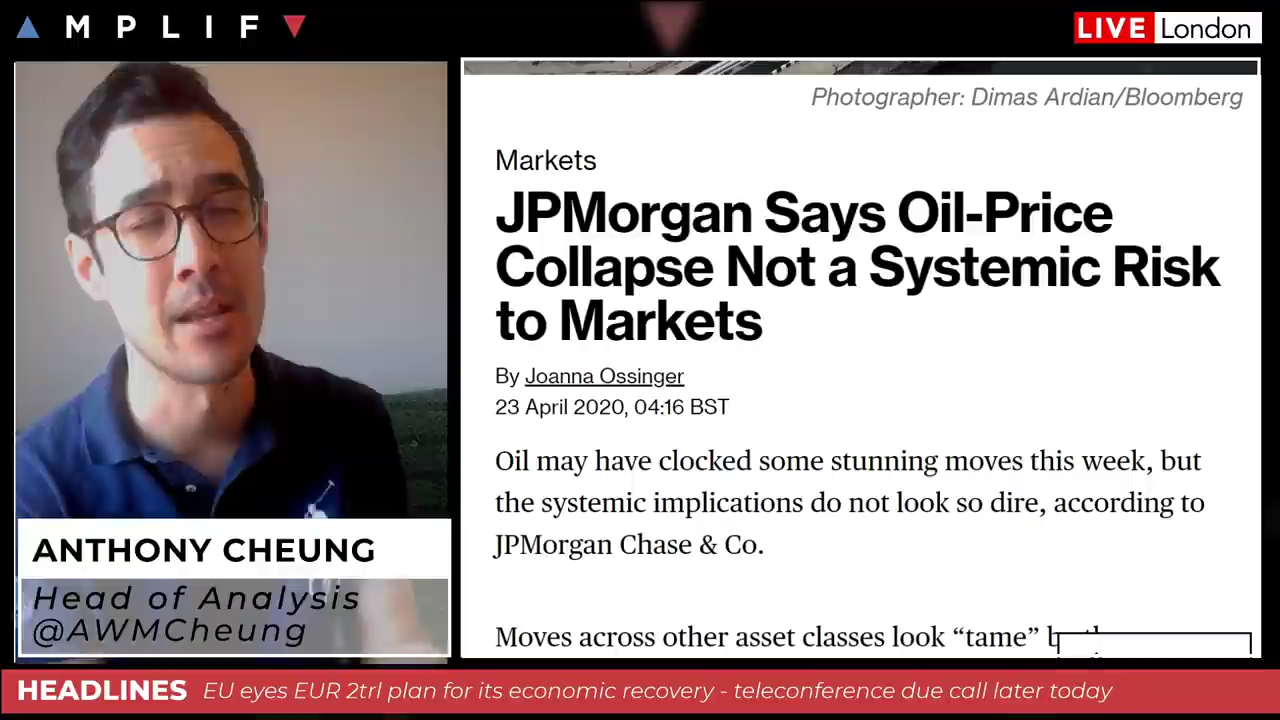 MPLIF
LIVE London
Photographer: Dimas Ardian/Bloomberg
Markets
JPMorgan Says Oil-Price
Collapse Not a Systemic Risk
to Markets
By Joanna Ossinger
23 April 2020, 04:16 BST
Oil may have clocked some stunning moves this week, but
the systemic implications do not look so dire, according to
JPMorgan Chase & Co.
Moves across other asset classes look “tame”
ANTHONY CHEUNG
Head of Analysis
@AWMCheung
HEADLINES EU eyes EUR 2trl plan for its economic recovery - teleconference due call later today